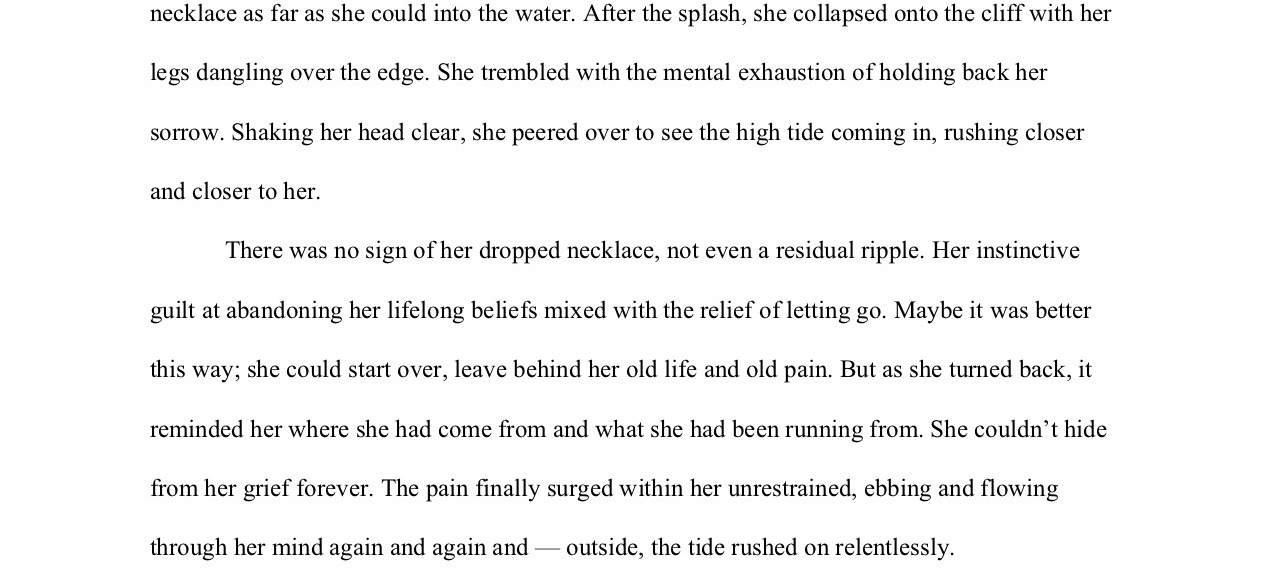 necklace as far as she could into the water. After the splash, she collapsed onto the cliff with her
legs dangling over the edge. She trembled with the mental exhaustion of holding back her
sorrow. Shaking her head clear, she peered over to see the high tide coming in, rushing closer
and closer to her.
There was no sign of her dropped necklace, not even a residual ripple. Her instinctive
guilt at abandoning her lifelong beliefs mixed with the relief of letting go. Maybe it was better
this way; she could start over, leave behind her old life and old pain. But as she turned back, it
reminded her where she had come from and what she had been running from. She couldn’t hide
from her grief forever. The pain finally surged within her unrestrained, ebbing and flowing
through her mind again and again and — outside, the tide rushed on relentlessly.